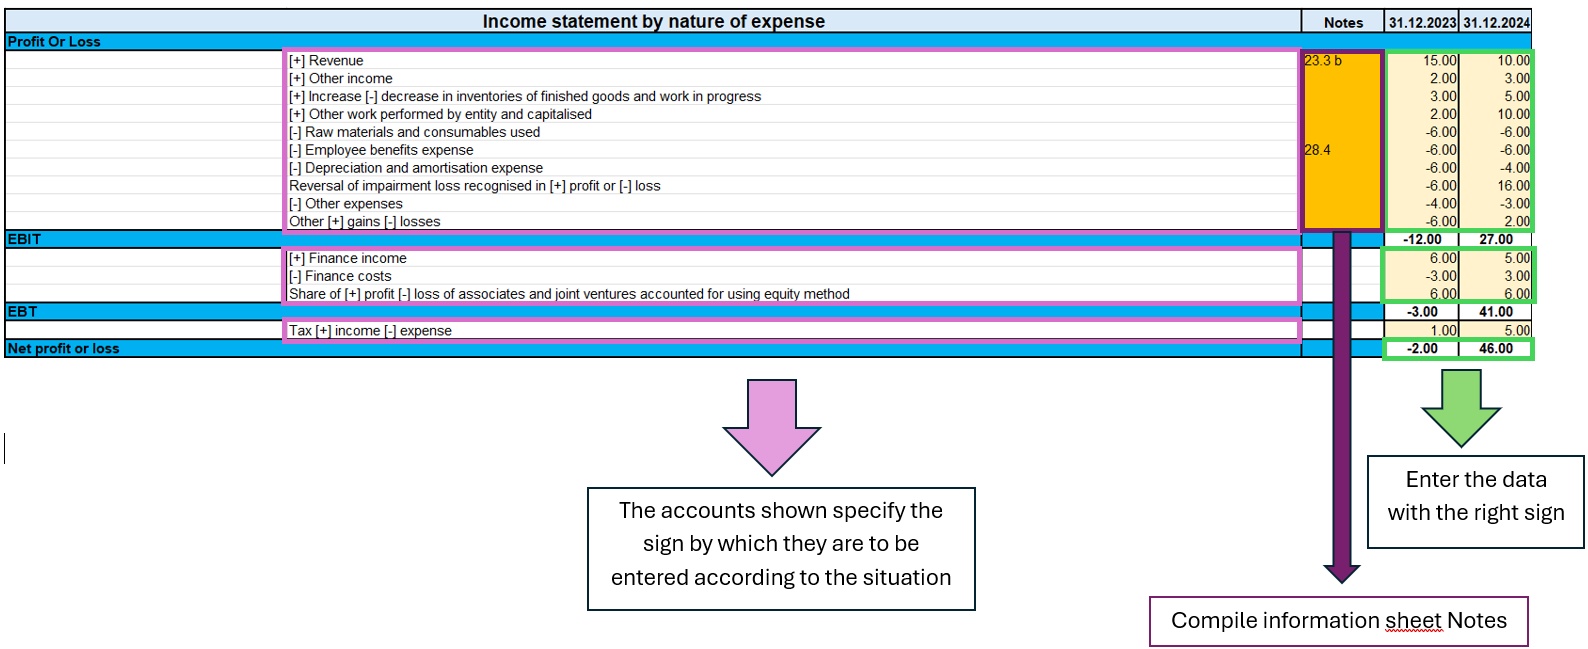 Income statement by nature of expense Notes 31.12.2023 31.12.2024
Profit Or Loss
[+] Revenue 23.3 b 15.00 10.00
[+] Other income 2.00 3.00
[+] Increase [-] decrease in inventories of finished goods and work in progress 3.00 5.00
[+] Other work performed by entity and capitalised 2.00 10.00
[-] Raw materials and consumables used -6.00 -6.00
[-] Employee benefits expense 28.4 -6.00 -6.00
[-] Depreciation and amortisation expense -6.00 -4.00
Reversal of impairment loss recognised in [+] profit or [-] loss -6.00 16.00
[-] Other expenses -4.00 -3.00
Other [+] gains [-] losses -6.00 2.00
EBIT -12.00 27.00
[+] Finance income 6.00 5.00
[-] Finance costs -3.00 3.00
Share of [+] profit [-] loss of associates and joint ventures accounted for using equity method 6.00 6.00
EBT -3.00 41.00
Tax [+] income [-] expense 1.00 5.00
Net profit or loss -2.00 46.00
The accounts shown specify the
sign by which they are to be
entered according to the situation
Enter the data
with the right sign
Compile information sheet Notes